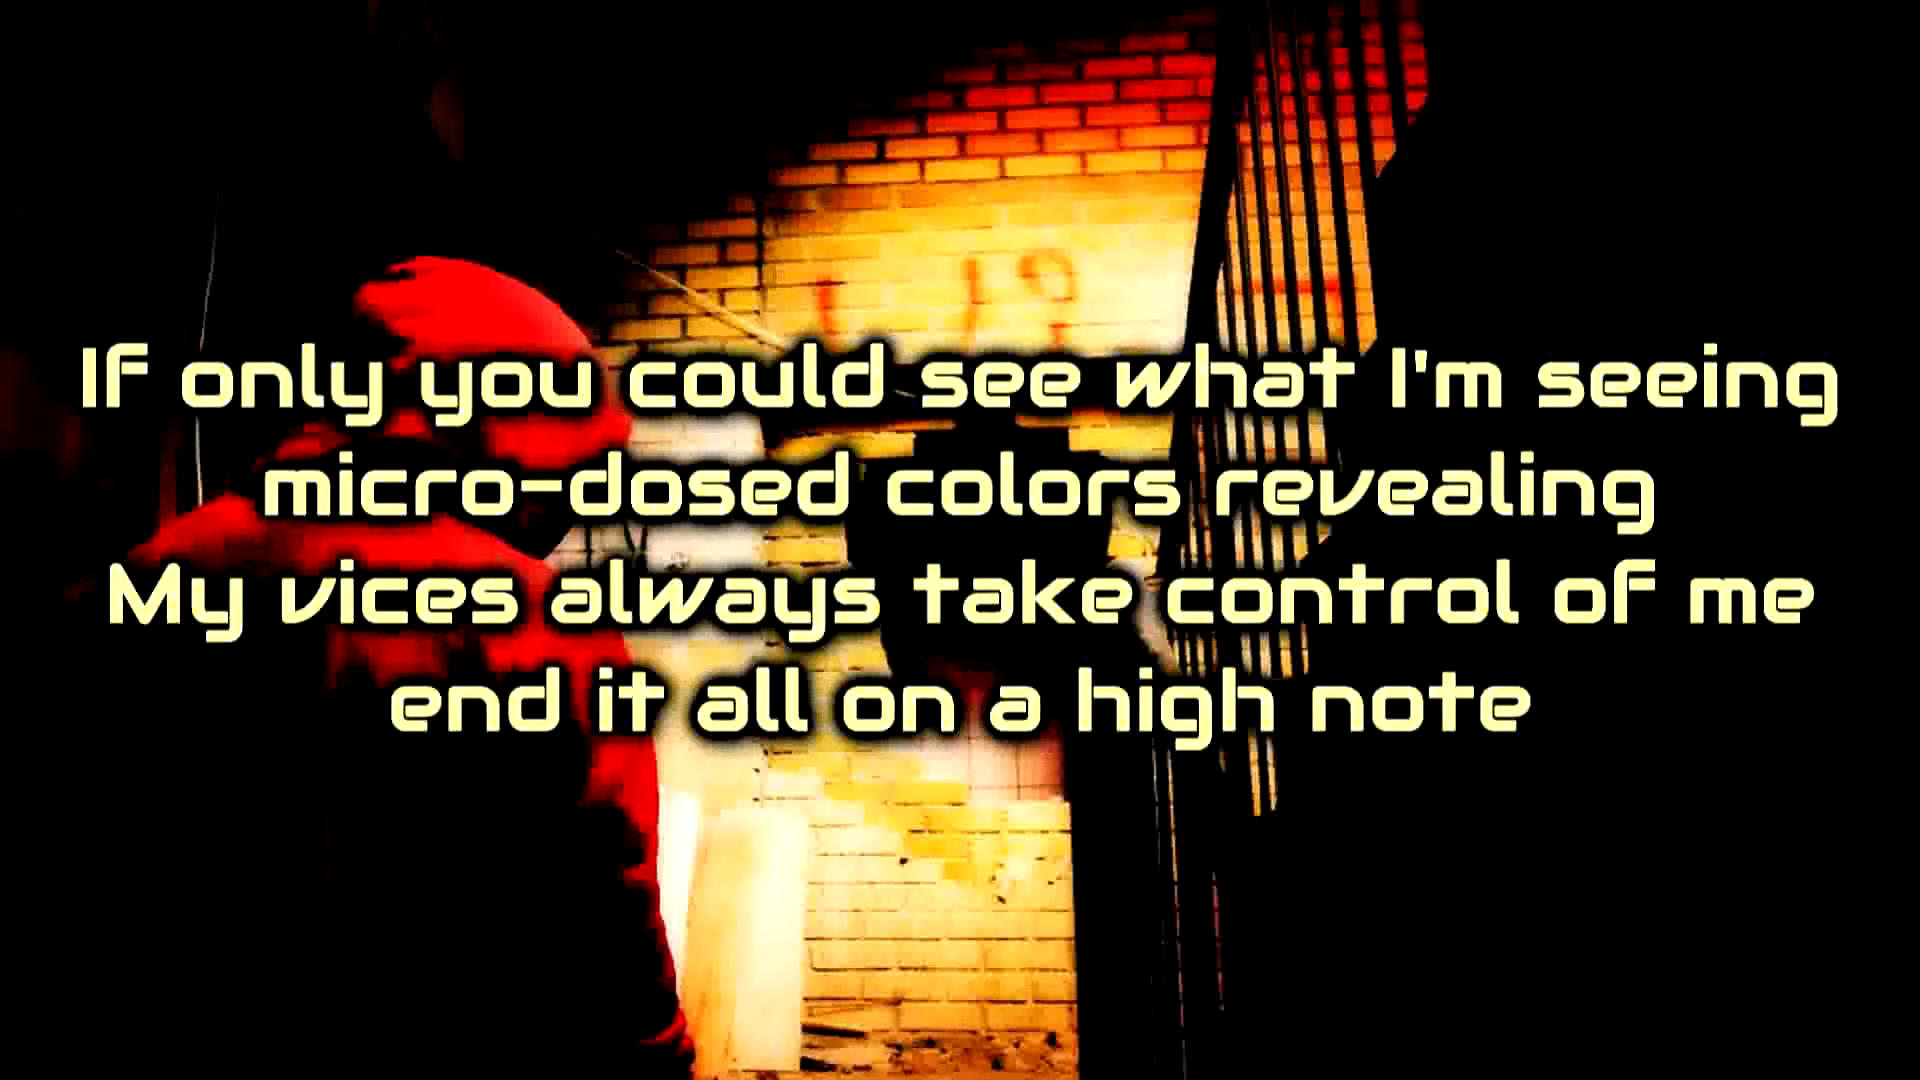 If only you could see what I'm seeing
micro-dosed colors revealing
My vices always take control of me
end it all on a high note